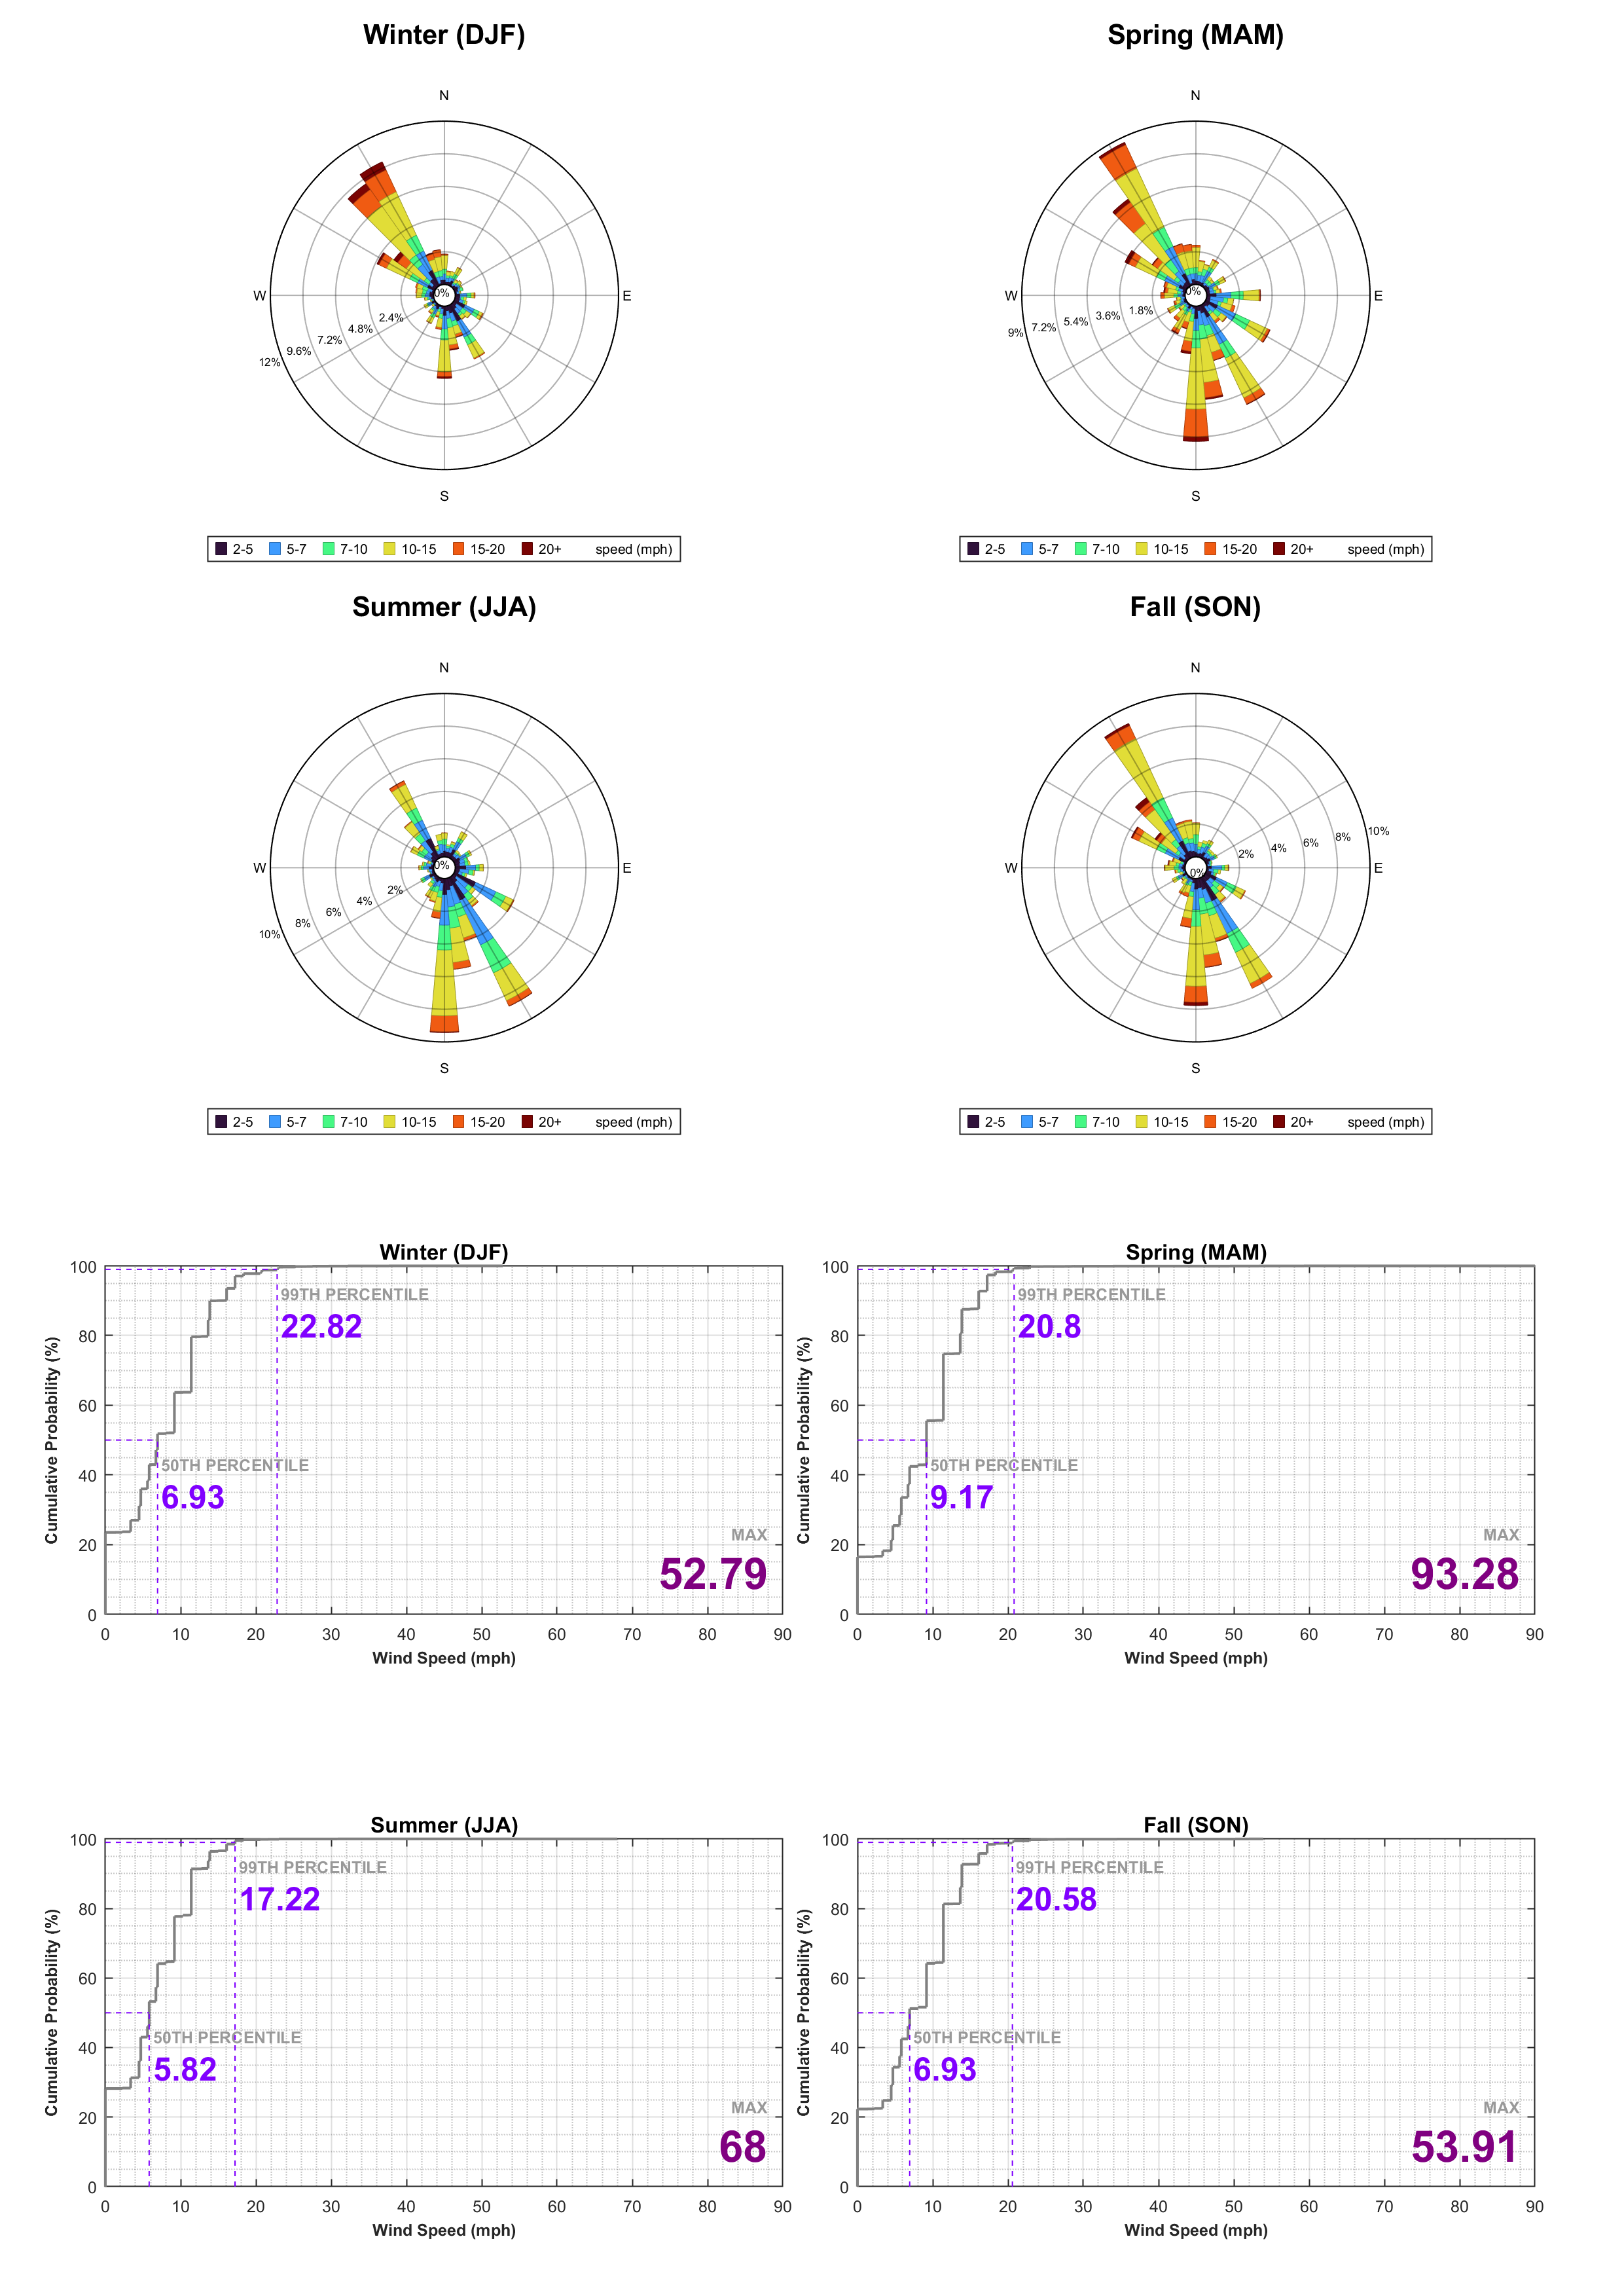 Winter (DJF)
N
W
E
0%
2.4%
4.8%
7.2%
9.6%
12%
S
2-5 5-7 7-10 10-15 15-20 20+ speed (mph)
Spring (MAM)
N
W
E
0%
1.8%
3.6%
5.4%
7.2%
9%
S
2-5 5-7 7-10 10-15 15-20 20+ speed (mph)
Summer (JJA)
N
W
E
0%
2%
4%
6%
8%
10%
S
2-5 5-7 7-10 10-15 15-20 20+ speed (mph)
Fall (SON)
N
W
E
0%
2%
4%
6%
8%
10%
S
2-5 5-7 7-10 10-15 15-20 20+ speed (mph)
Winter (DJF)
Cumulative Probability (%)
100
80
60
40
20
0
99TH PERCENTILE
22.82
50TH PERCENTILE
6.93
MAX
52.79
0 10 20 30 40 50 60 70 80 90
Wind Speed (mph)
Spring (MAM)
Cumulative Probability (%)
100
80
60
40
20
0
99TH PERCENTILE
20.8
50TH PERCENTILE
9.17
MAX
93.28
0 10 20 30 40 50 60 70 80 90
Wind Speed (mph)
Summer (JJA)
Cumulative Probability (%)
100
80
60
40
20
0
99TH PERCENTILE
17.22
50TH PERCENTILE
5.82
MAX
68
0 10 20 30 40 50 60 70 80 90
Wind Speed (mph)
Fall (SON)
Cumulative Probability (%)
100
80
60
40
20
0
99TH PERCENTILE
20.58
50TH PERCENTILE
6.93
MAX
53.91
0 10 20 30 40 50 60 70 80 90
Wind Speed (mph)